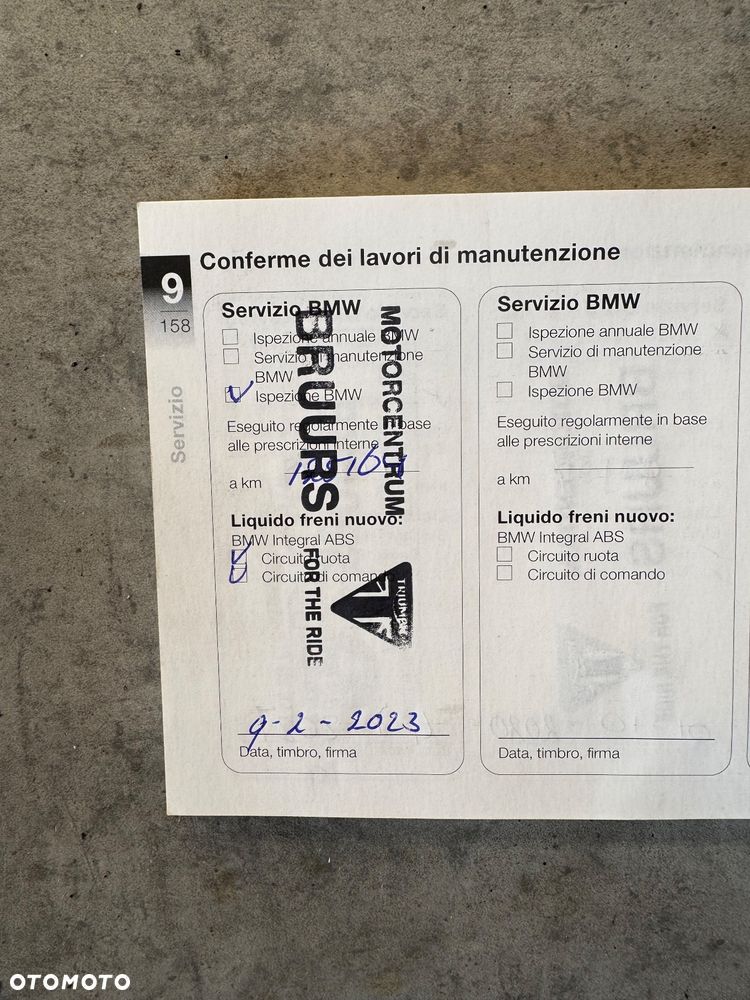 Conferme dei lavori di manutenzione
9
158
Servizio
Servizio BMW
Ispezione annuale BMW
Servizio di manutenzione
BMW
Ispezione BMW
Eseguito regolarmente in base
alle prescrizioni interne
a km
Liquido freni nuovo:
BMW Integral ABS
Circuito ruota
Circuito di comando
9-2-2023
Data, timbro, firma
MOTORCENTRUM
BRUURS
FOR THE RIDE
TRIUMPH
Servizio BMW
Ispezione annuale BMW
Servizio di manutenzione
BMW
Ispezione BMW
Eseguito regolarmente in base
alle prescrizioni interne
a km
Liquido freni nuovo:
BMW Integral ABS
Circuito ruota
Circuito di comando
Data, timbro, firma
OTOMOTO